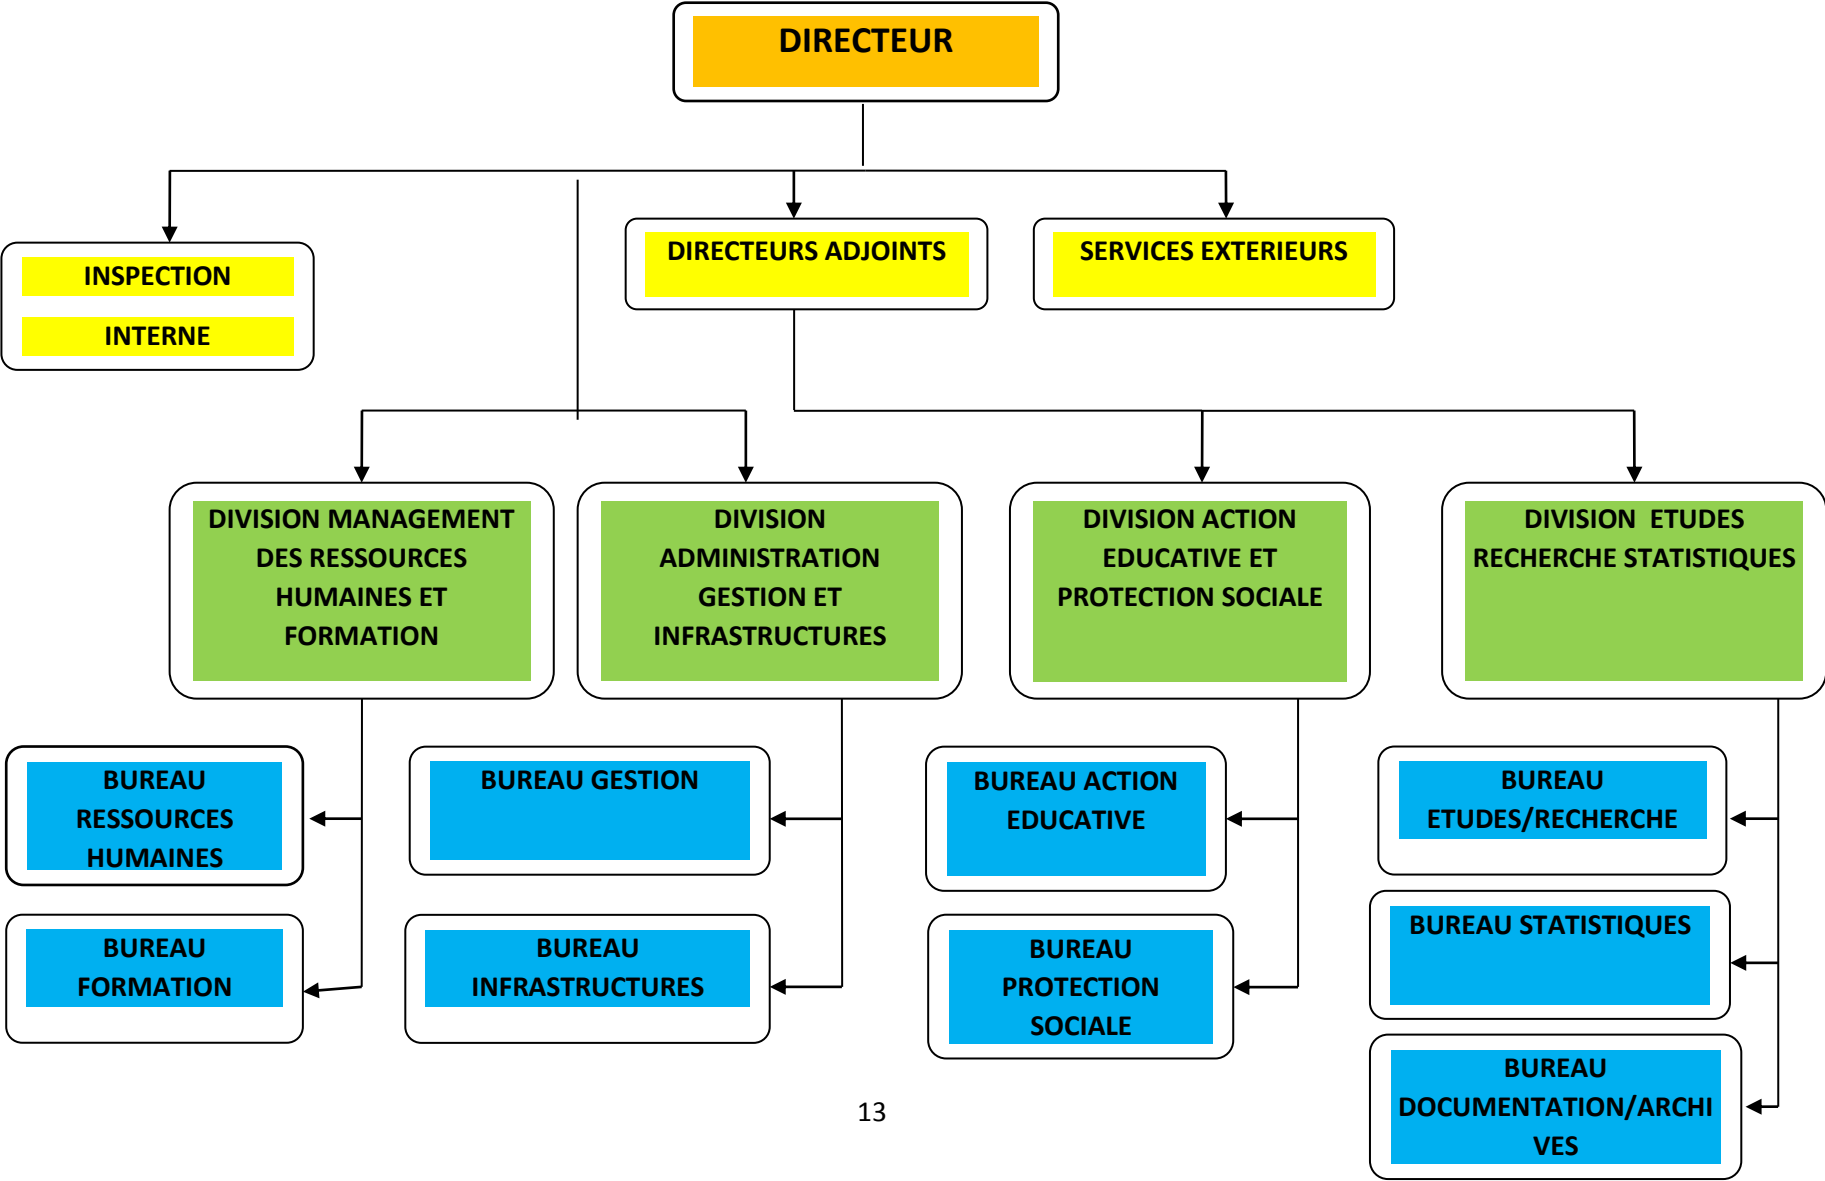 DIRECTEUR
INSPECTION
INTERNE
DIRECTEURS ADJOINTS
SERVICES EXTERIEURS
DIVISION MANAGEMENT
DES RESSOURCES
HUMAINES ET
FORMATION
DIVISION
ADMINISTRATION
GESTION ET
INFRASTRUCTURES
DIVISION ACTION
EDUCATIVE ET
PROTECTION SOCIALE
DIVISION ETUDES
RECHERCHE STATISTIQUES
BUREAU
RESSOURCES
HUMAINES
BUREAU GESTION
BUREAU ACTION
EDUCATIVE
BUREAU
ETUDES/RECHERCHE
BUREAU
FORMATION
BUREAU
INFRASTRUCTURES
BUREAU
PROTECTION
SOCIALE
BUREAU STATISTIQUES
BUREAU
DOCUMENTATION/ARCHI
VES
13